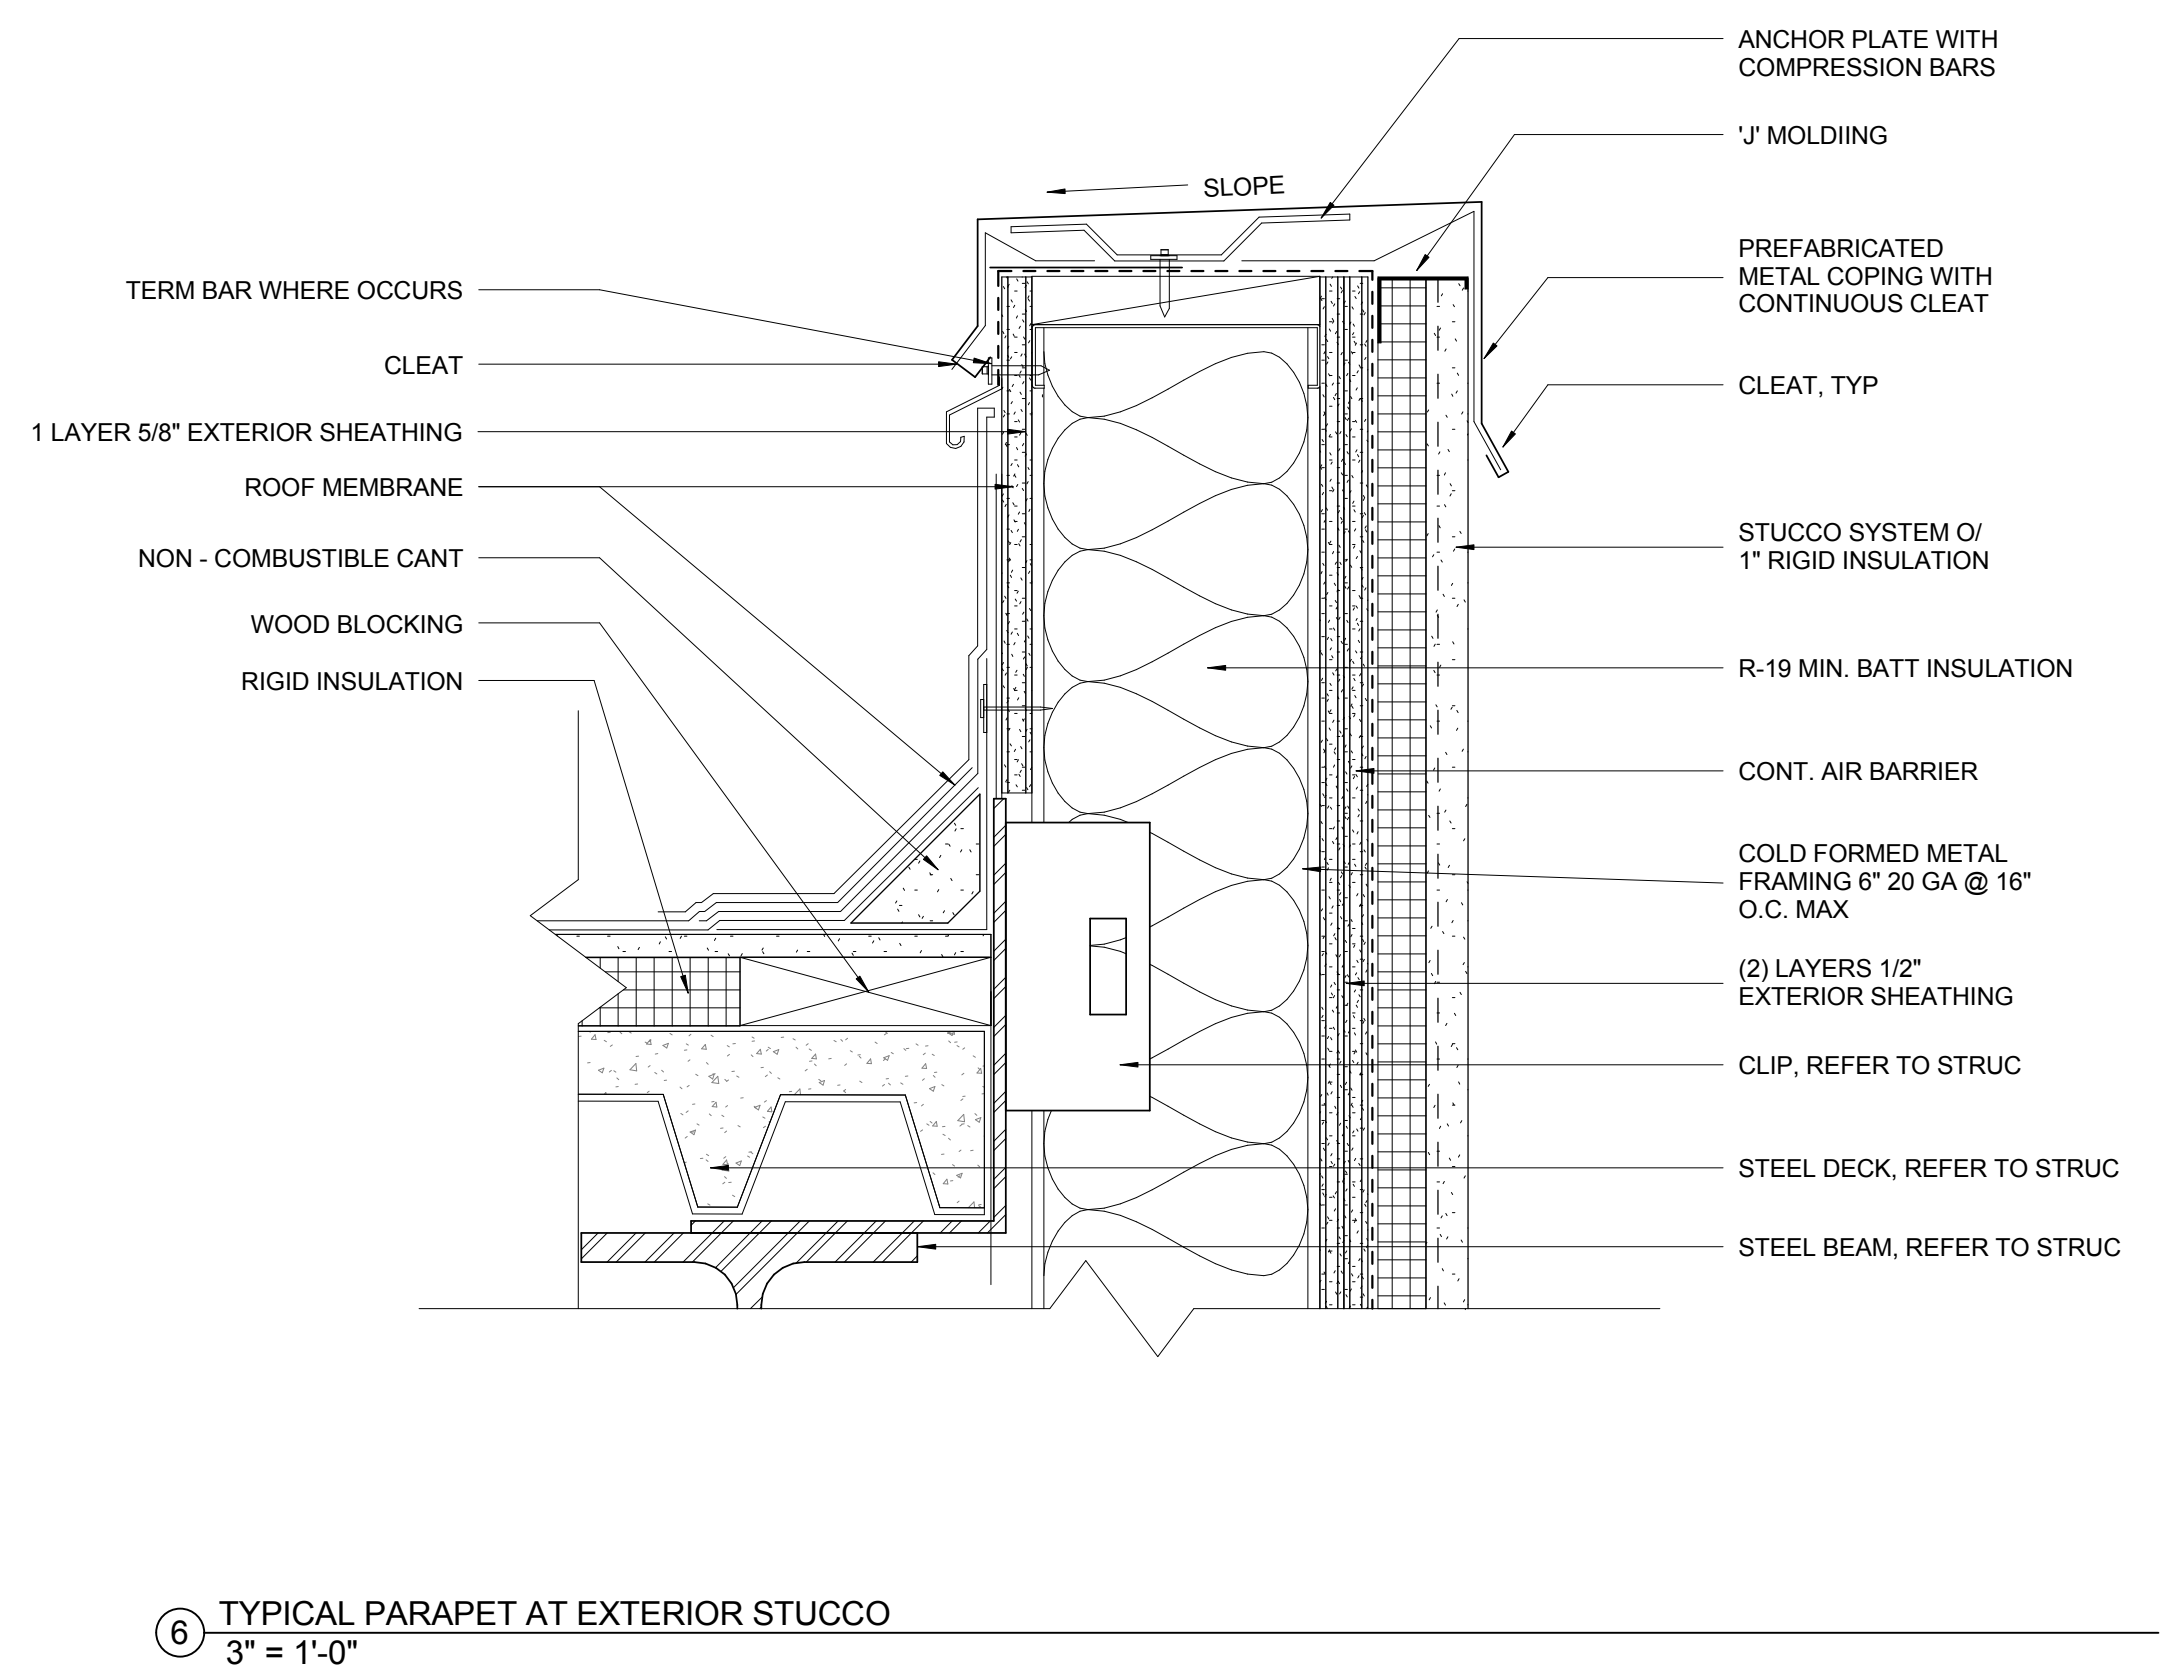 SLOPE
TERM BAR WHERE OCCURS
CLEAT
1 LAYER 5/8" EXTERIOR SHEATHING
ROOF MEMBRANE
NON - COMBUSTIBLE CANT
WOOD BLOCKING
RIGID INSULATION
ANCHOR PLATE WITH
COMPRESSION BARS
'J' MOLDIING
PREFABRICATED
METAL COPING WITH
CONTINUOUS CLEAT
CLEAT, TYP
STUCCO SYSTEM O/
1" RIGID INSULATION
R-19 MIN. BATT INSULATION
CONT. AIR BARRIER
COLD FORMED METAL
FRAMING 6" 20 GA @ 16"
O.C. MAX
(2) LAYERS 1/2"
EXTERIOR SHEATHING
CLIP, REFER TO STRUC
STEEL DECK, REFER TO STRUC
STEEL BEAM, REFER TO STRUC
6 TYPICAL PARAPET AT EXTERIOR STUCCO
3" = 1'-0"